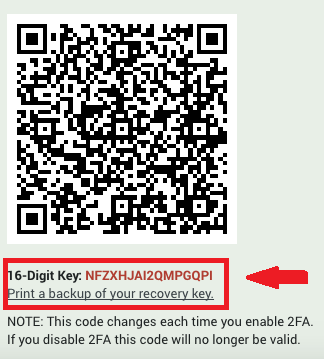 16-Digit Key: NFZXHJAI2QMPGQPI
Print a backup of your recovery key.
NOTE: This code changes each time you enable 2FA.
If you disable 2FA this code will no longer be valid.